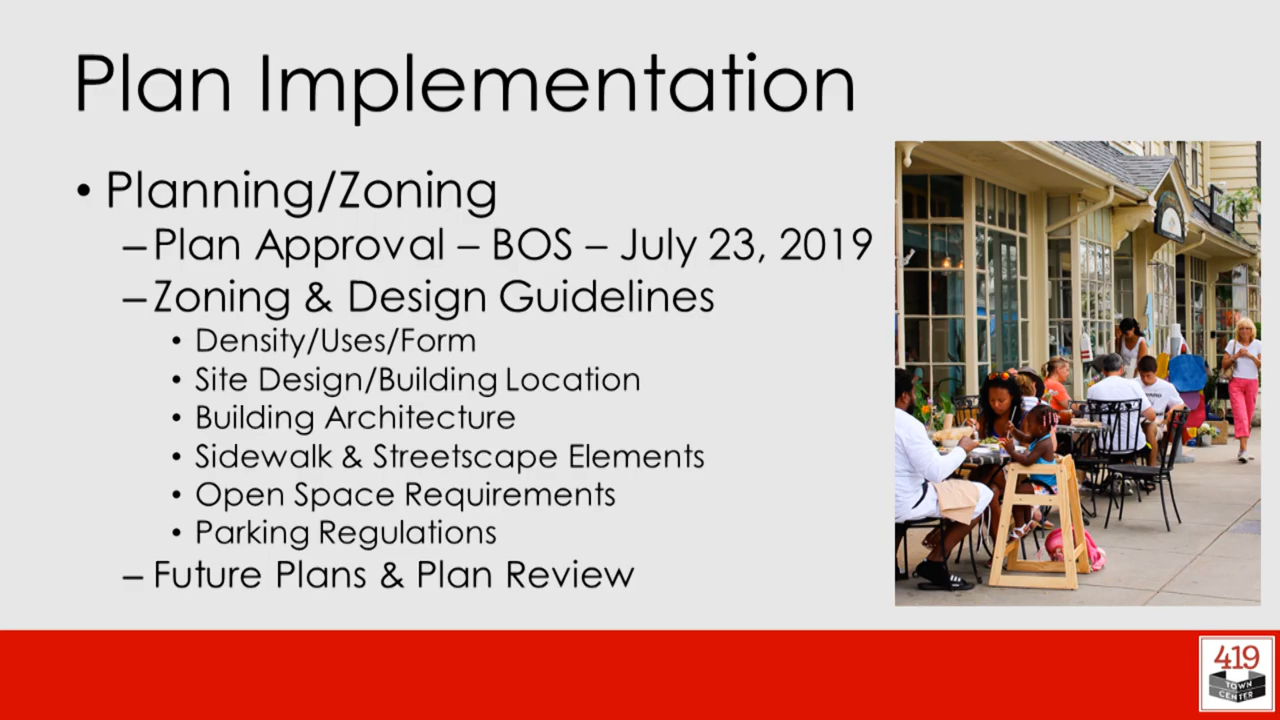 Plan Implementation
• Planning/Zoning
– Plan Approval – BOS – July 23, 2019
– Zoning & Design Guidelines
• Density/Uses/Form
• Site Design/Building Location
• Building Architecture
• Sidewalk & Streetscape Elements
• Open Space Requirements
• Parking Regulations
– Future Plans & Plan Review
419
TOWN
CENTER